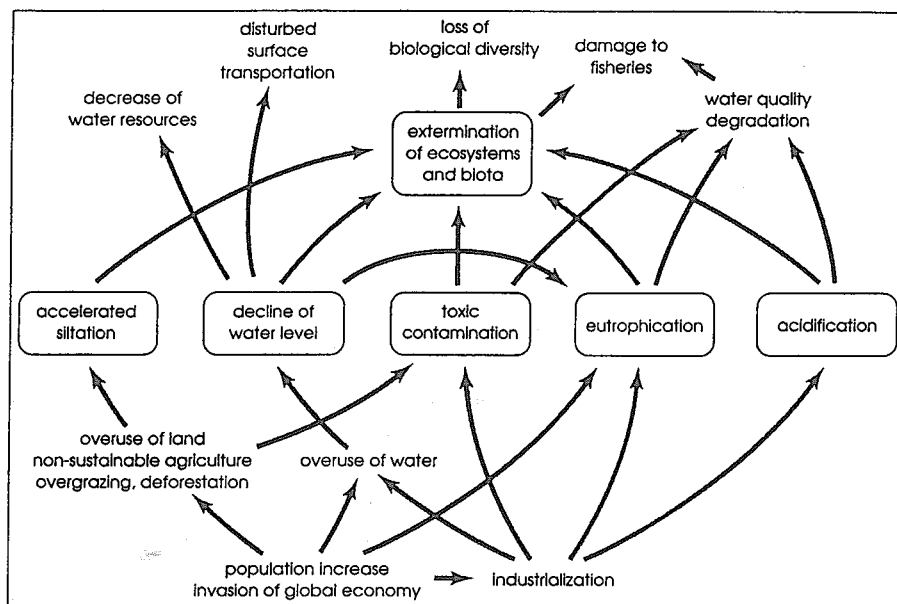 disturbed
surface
transportation
loss of
biological diversity
damage to
fisheries
decrease of
water resources
water quality
degradation
extermination
of ecosystems
and biota
accelerated
siltation
decline of
water level
toxic
contamination
eutrophication
acidification
overuse of land
non-sustainable agriculture
overgrazing, deforestation
overuse of water
population increase
invasion of global economy
industrialization